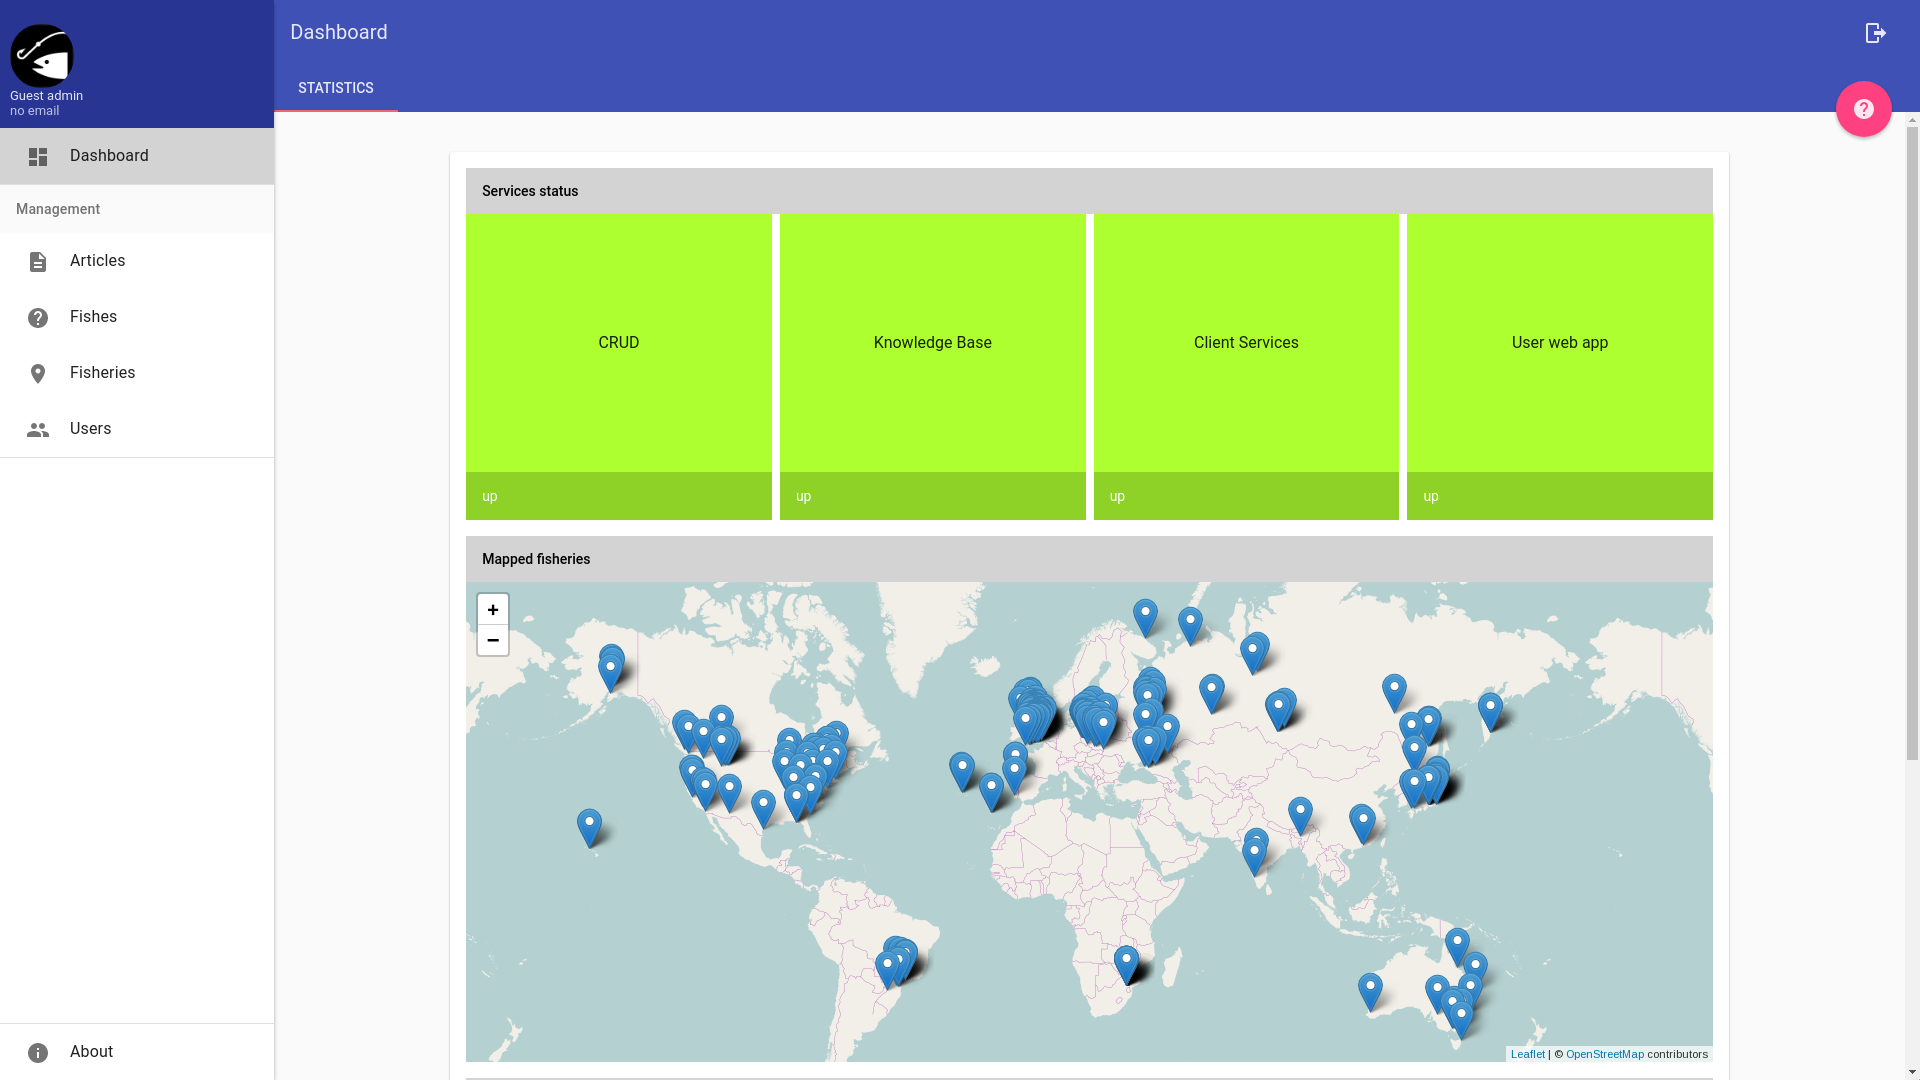 Guest admin
no email
Dashboard
Management
Articles
Fishes
Fisheries
Users
About
Dashboard
STATISTICS
Services status
CRUD
Knowledge Base
Client Services
User web app
up
up
up
up
Mapped fisheries
+
−
Leaflet | © OpenStreetMap contributors